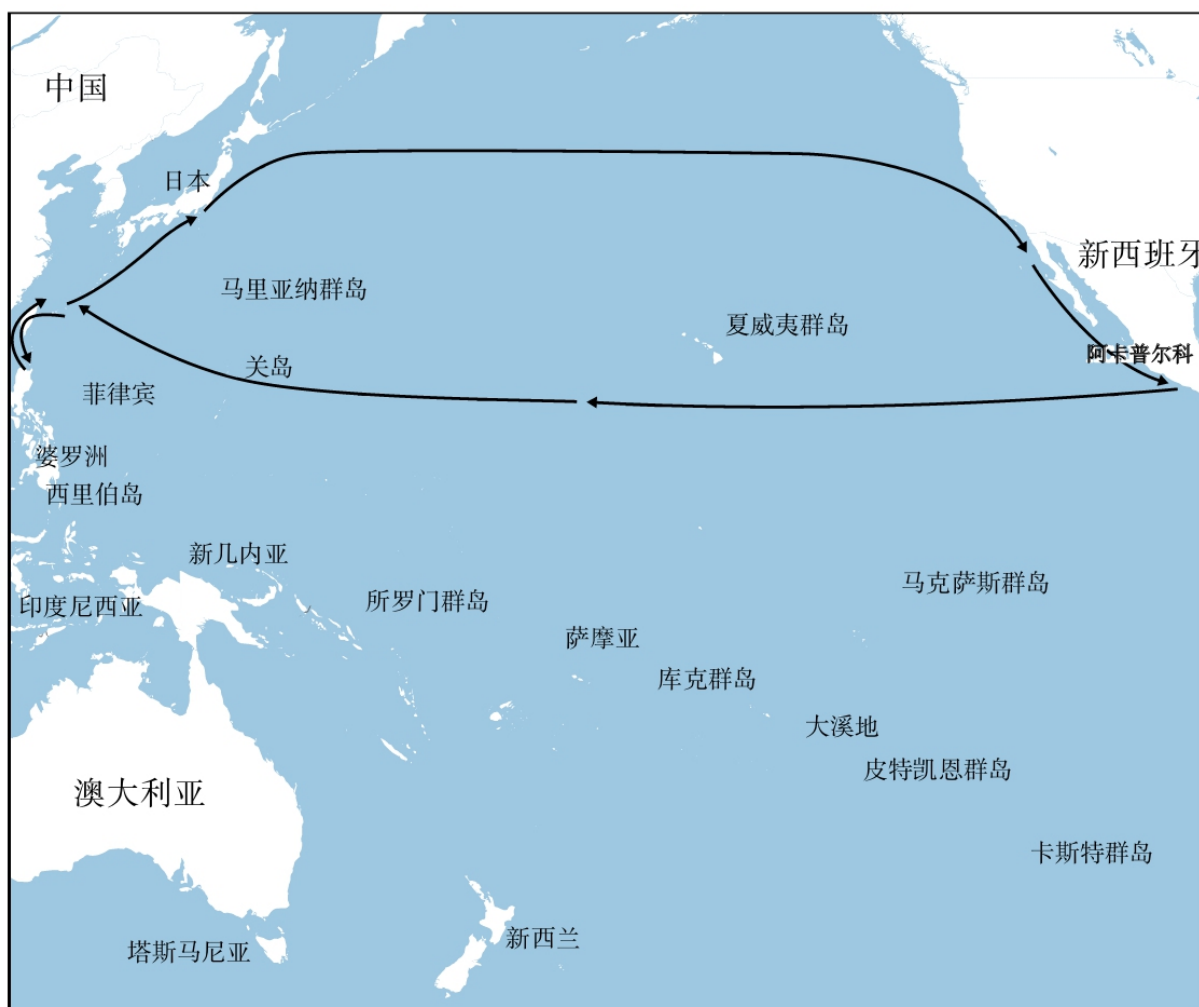 中国
日本
新西班牙
马里亚纳群岛
夏威夷群岛
阿卡普尔科
关岛
菲律宾
婆罗洲
西里伯岛
新几内亚
马克萨斯群岛
所罗门群岛
印度尼西亚
萨摩亚
库克群岛
大溪地
皮特凯恩群岛
澳大利亚
卡斯特群岛
新西兰
塔斯马尼亚